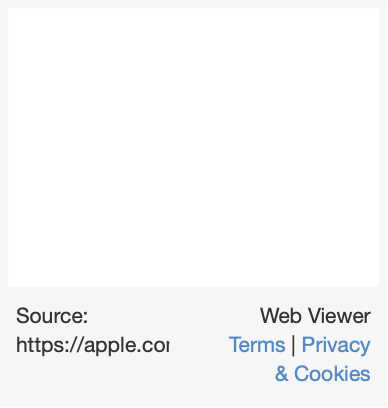 Source:
https://apple.co
Web Viewer
Terms | Privacy
& Cookies